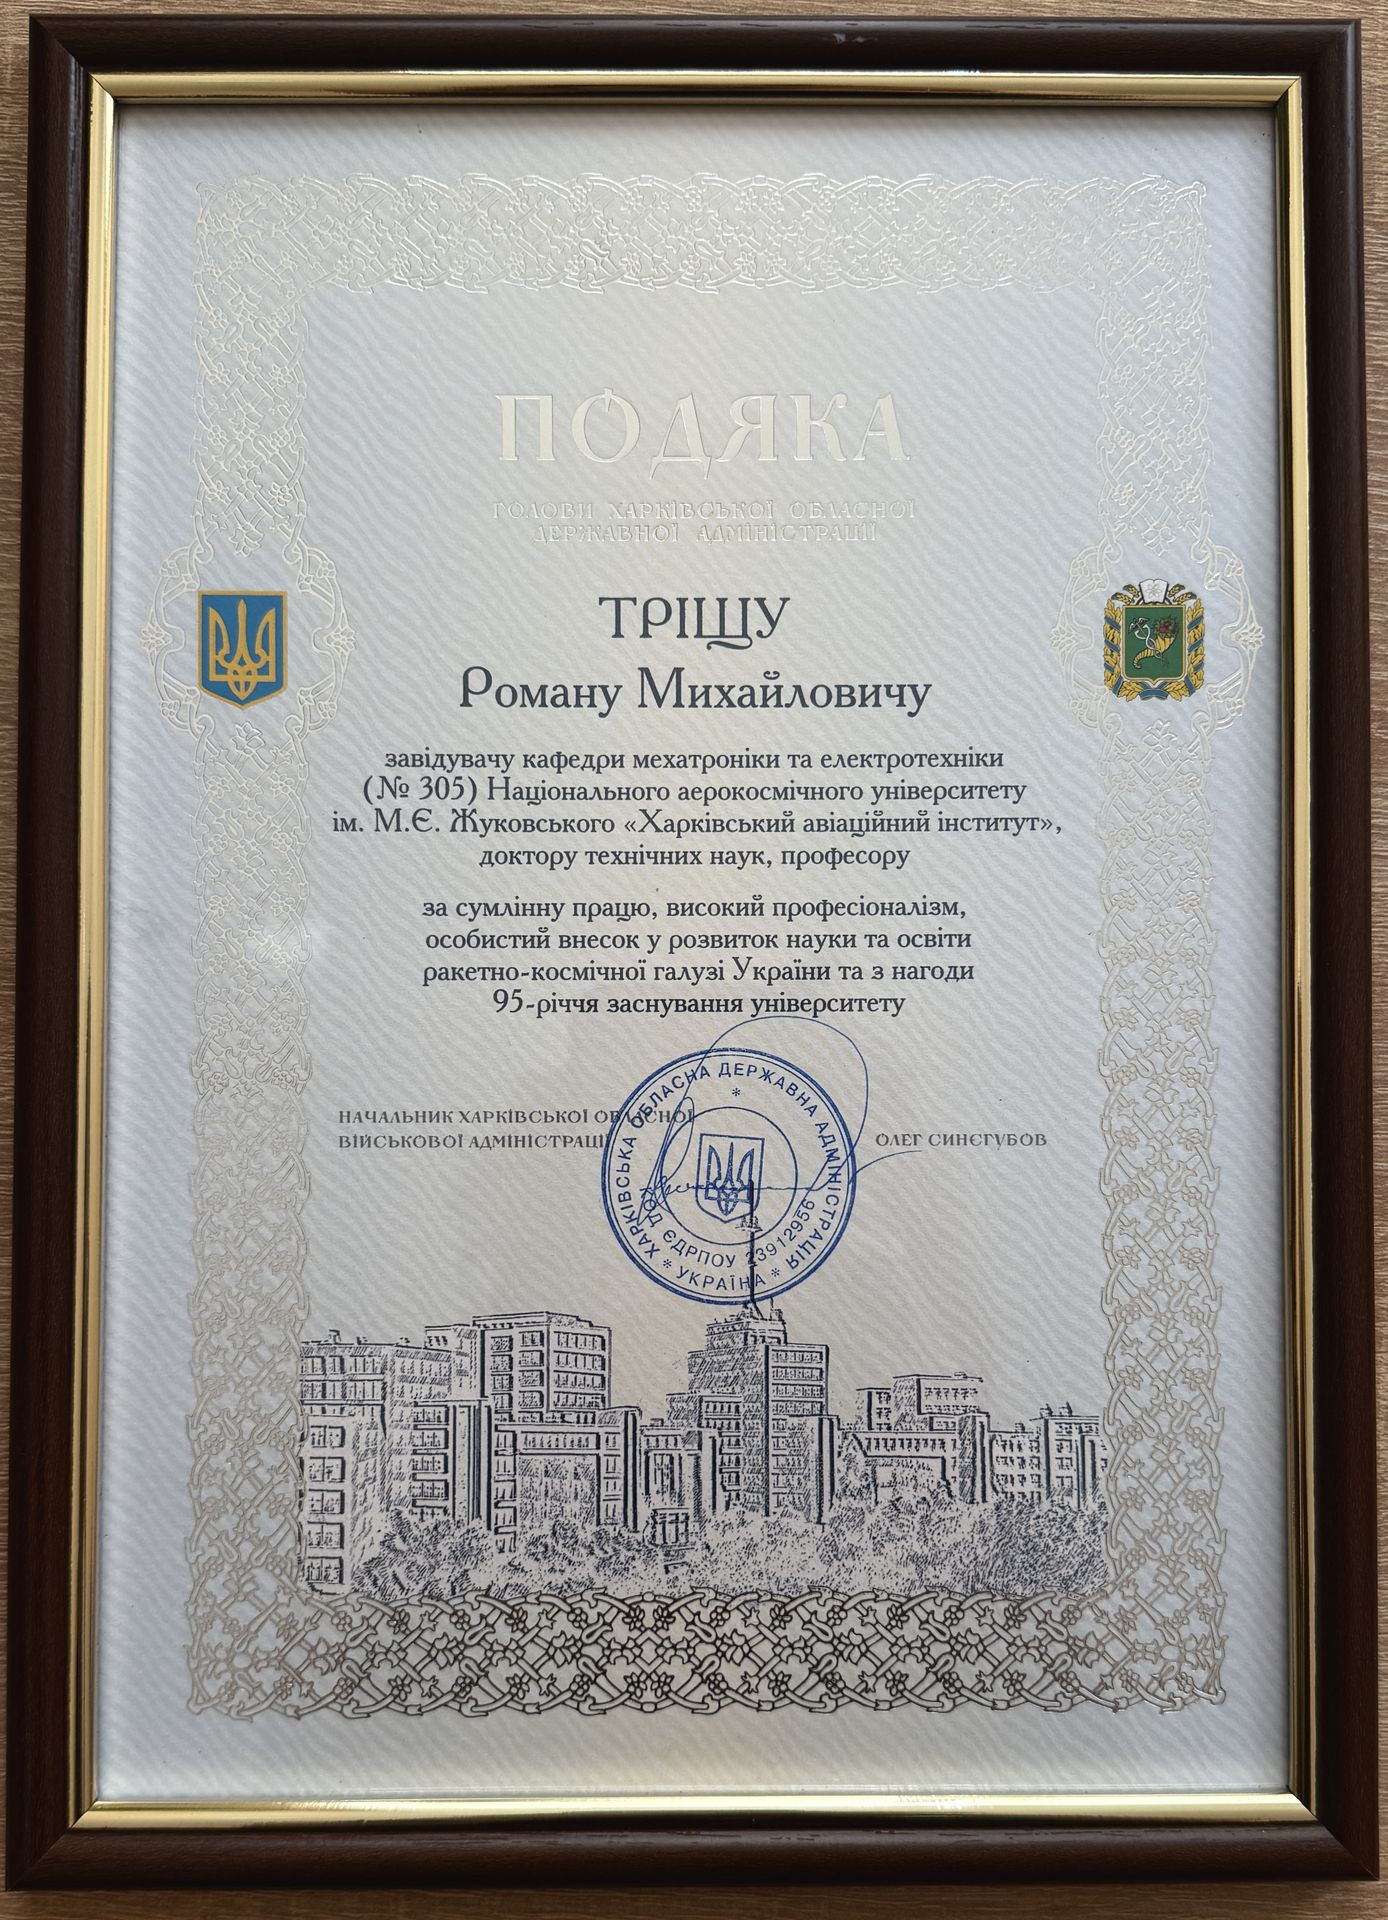 ПОДЯКА
ГОЛОВИ ХАРКІВСЬКОЇ ОБЛАСНОЇ
ДЕРЖАВНОЇ АДМІНІСТРАЦІЇ
ТРІЩУ
Роману Михайловичу
завідувачу кафедри мехатроніки та електротехніки
(№ 305) Національного аерокосмічного університету
ім. М.Є. Жуковського «Харківський авіаційний інститут»,
доктору технічних наук, професору
за сумлінну працю, високий професіоналізм,
особистий внесок у розвиток науки та освіти
ракетно-космічної галузі України та з нагоди
95-річчя заснування університету
НАЧАЛЬНИК ХАРКІВСЬКОЇ ОБЛАСНОЇ
ВІЙСЬКОВОЇ АДМІНІСТРАЦІЇ
ОЛЕГ СИНЄГУБОВ
ХАРКІВСЬКА ОБЛАСНА ДЕРЖАВНА АДМІНІСТРАЦІЯ
КОД ЄДРПОУ 23912956
* УКРАЇНА *